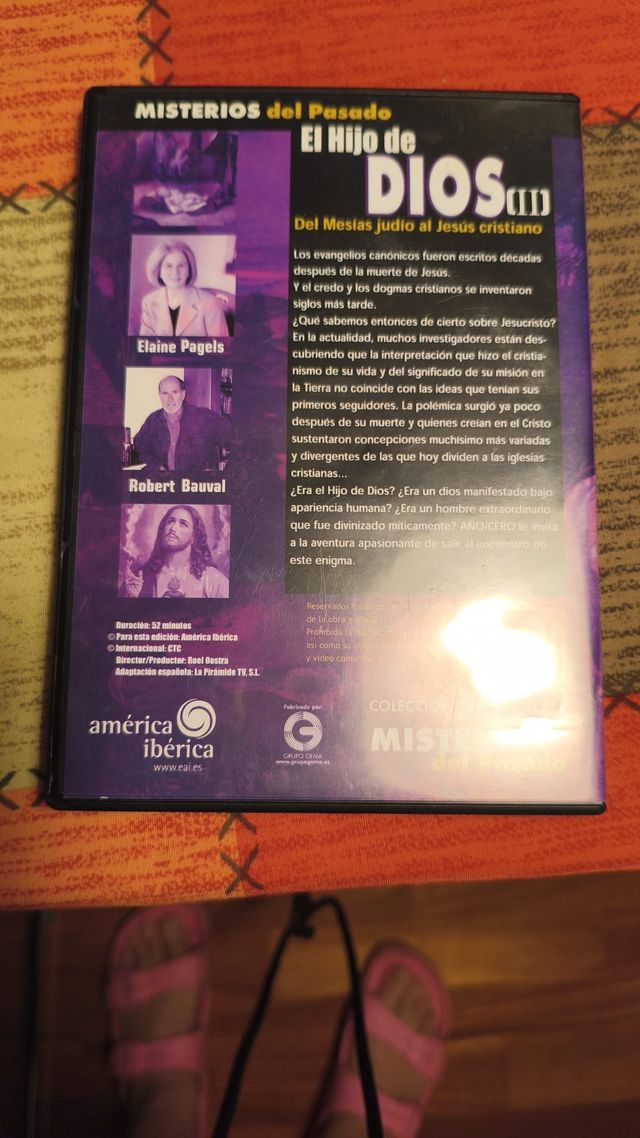 MISTERIOS del Pasado
El Hijo de
DIOS (II)
Del Mesías judío al Jesús cristiano
Los evangelios canónicos fueron escritos décadas
después de la muerte de Jesús.
Y el credo y los dogmas cristianos se inventaron
siglos más tarde.
¿Qué sabemos entonces de cierto sobre Jesucristo?
En la actualidad, muchos investigadores están des-
cubriendo que la interpretación que hizo el cristia-
nismo de su vida y del significado de su misión en
la Tierra no coincide con las ideas que tenían sus
primeros seguidores. La polémica surgió ya poco
después de su muerte y quienes creían en el Cristo
sustentaron concepciones muchísimo más variadas
y divergentes de las que hoy dividen a las iglesias
cristianas...
¿Era el Hijo de Dios? ¿Era un dios manifestado bajo
apariencia humana? ¿Era un hombre extraordinario
que fue divinizado míticamente? AÑO/CERO le invita
a la aventura apasionante de salir al encuentro de
este enigma.
Elaine Pagels
Robert Bauval
Duración: 52 minutos
© Para esta edición: América Ibérica
© Internacional: CTC
Director/Productor: Roel Oostra
Adaptación española: La Pirámide TV, S.L.
Reservados todos los
de la obra
Prohibida la
así como su
y video
américa
ibérica
www.eai.es
Fabricado por:
GRUPO GEMA
www.grupogema.es
COLECCIÓN
MIST
del Pasado